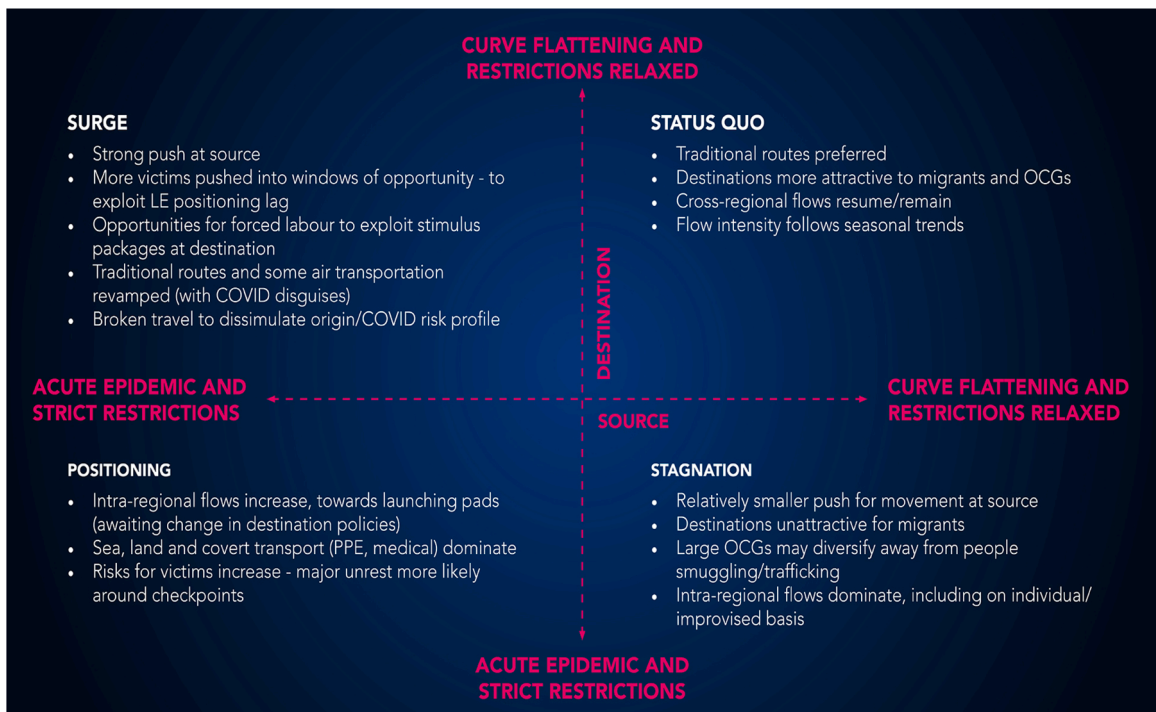 CURVE FLATTENING AND
RESTRICTIONS RELAXED
SURGE
• Strong push at source
• More victims pushed into windows of opportunity - to
exploit LE positioning lag
• Opportunities for forced labour to exploit stimulus
packages at destination
• Traditional routes and some air transportation
revamped (with COVID disguises)
• Broken travel to dissimulate origin/COVID risk profile
STATUS QUO
• Traditional routes preferred
• Destinations more attractive to migrants and OCGs
• Cross-regional flows resume/remain
• Flow intensity follows seasonal trends
DESTINATION
ACUTE EPIDEMIC AND
STRICT RESTRICTIONS
CURVE FLATTENING AND
RESTRICTIONS RELAXED
SOURCE
POSITIONING
• Intra-regional flows increase, towards launching pads
(awaiting change in destination policies)
• Sea, land and covert transport (PPE, medical) dominate
• Risks for victims increase - major unrest more likely
around checkpoints
STAGNATION
• Relatively smaller push for movement at source
• Destinations unattractive for migrants
• Large OCGs may diversify away from people
smuggling/trafficking
• Intra-regional flows dominate, including on individual/
improvised basis
ACUTE EPIDEMIC AND
STRICT RESTRICTIONS